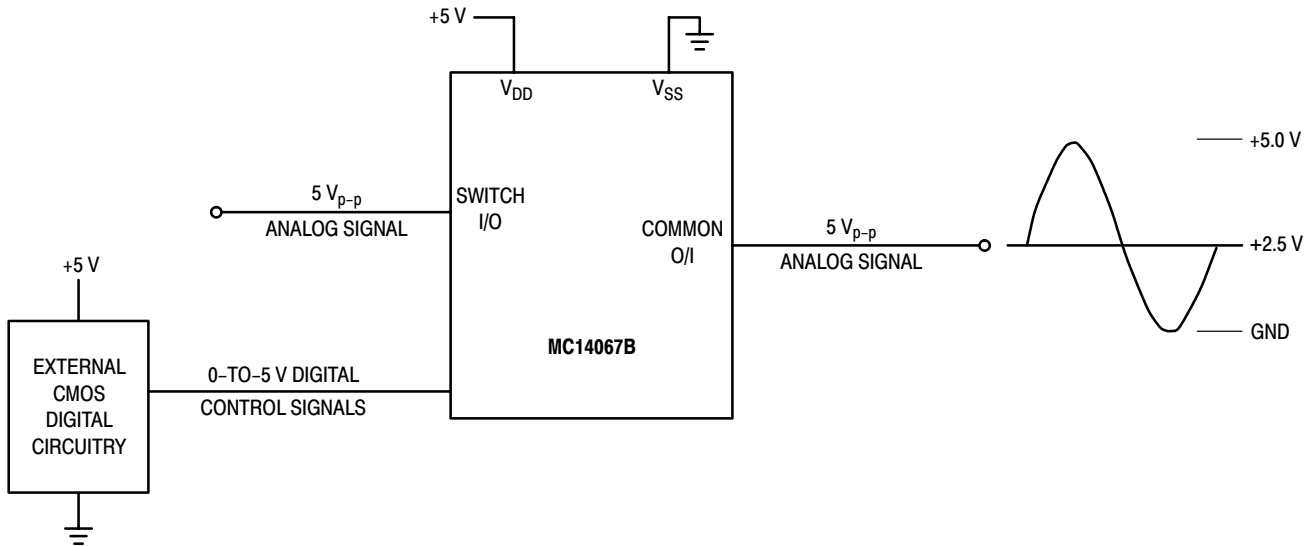 +5 V
V_DD
V_SS
+5.0 V
5 V_p–p
SWITCH
I/O
ANALOG SIGNAL
COMMON
O/I
5 V_p–p
ANALOG SIGNAL
+2.5 V
+5 V
MC14067B
GND
EXTERNAL
CMOS
DIGITAL
CIRCUITRY
0–TO–5 V DIGITAL
CONTROL SIGNALS